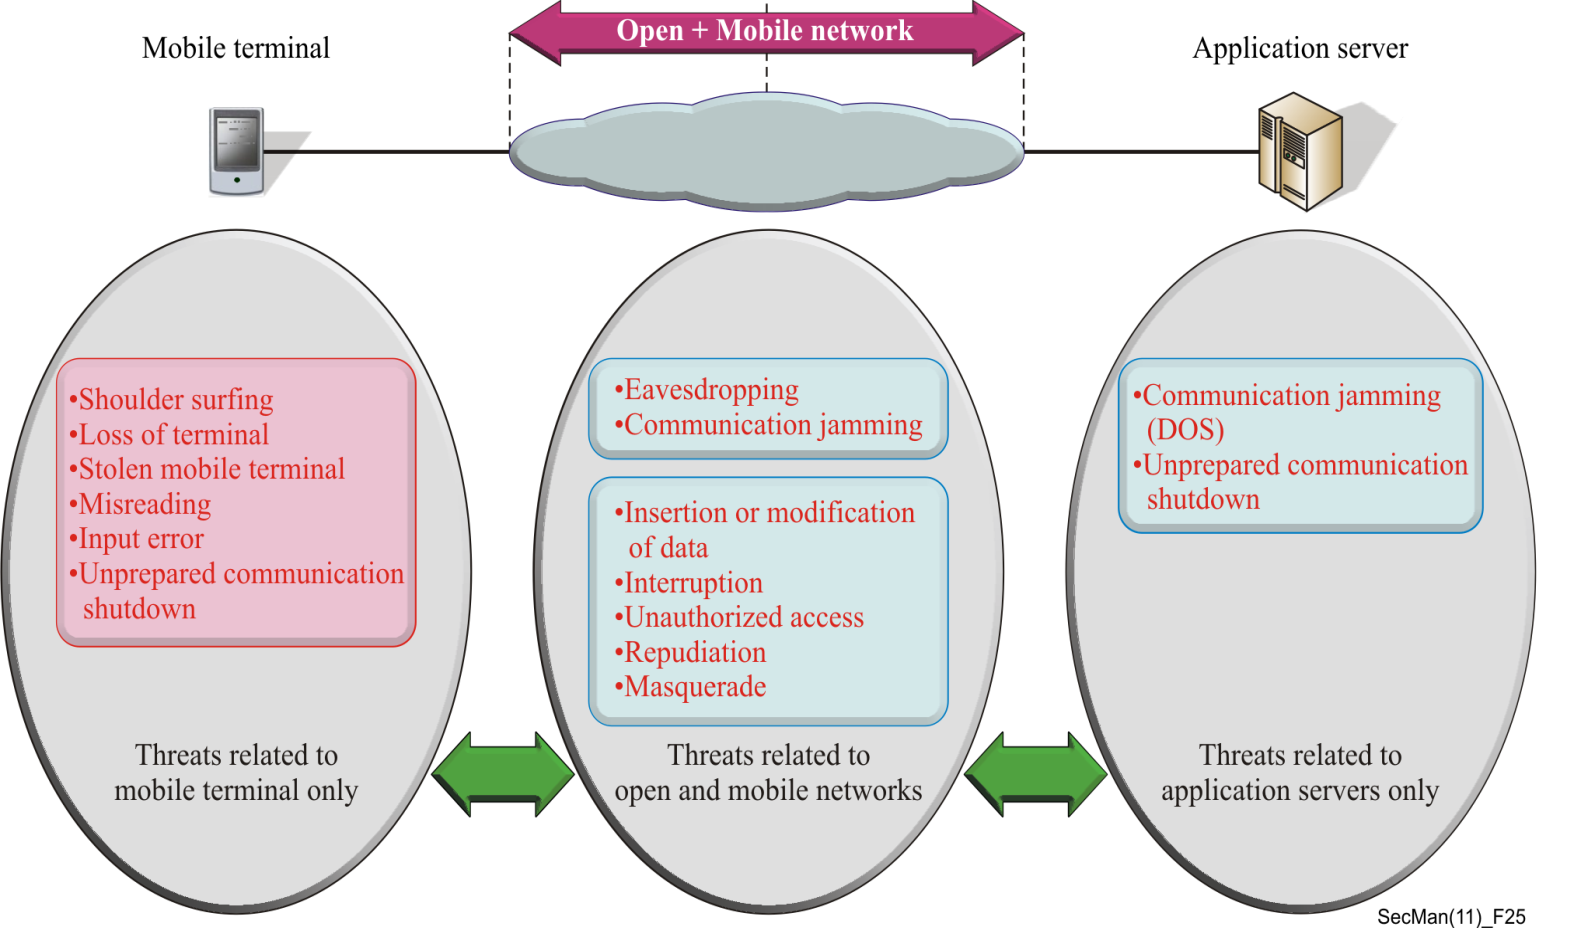 Open + Mobile network
Mobile terminal
Application server
•Shoulder surfing
•Loss of terminal
•Stolen mobile terminal
•Misreading
•Input error
•Unprepared communication
shutdown
Threats related to
mobile terminal only
•Eavesdropping
•Communication jamming
•Insertion or modification
of data
•Interruption
•Unauthorized access
•Repudiation
•Masquerade
Threats related to
open and mobile networks
•Communication jamming
(DOS)
•Unprepared communication
shutdown
Threats related to
application servers only
SecMan(11)_F25